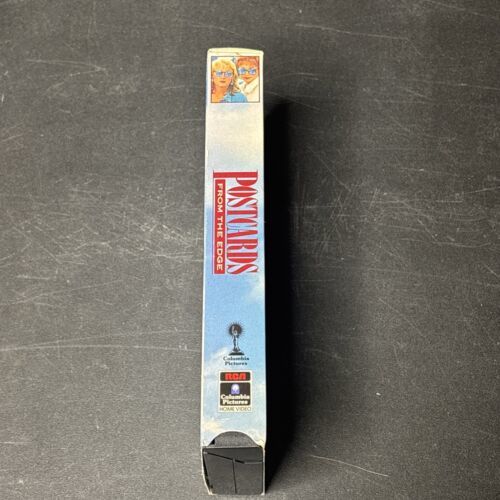 POSTCARDS
FROM THE EDGE
Columbia
Pictures
RCA
Columbia
Pictures
HOME VIDEO